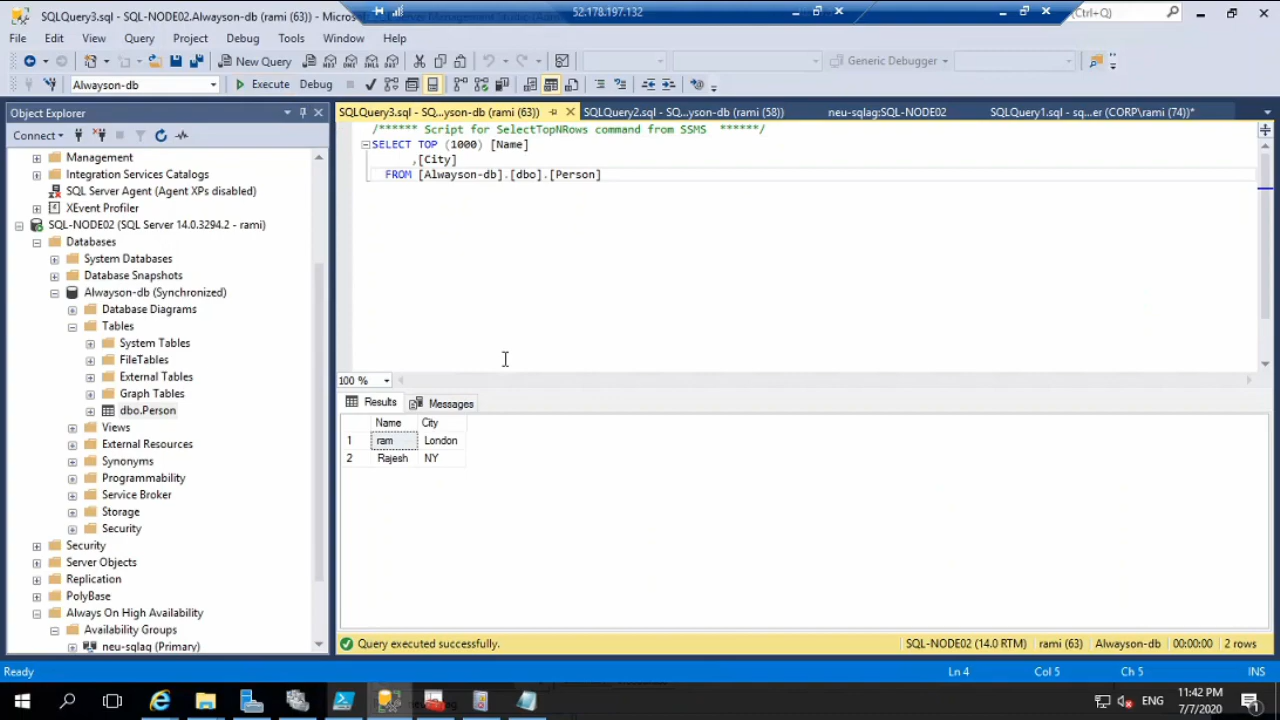 SQLQuery3.sql - SQL-NODE02.Alwayson-db (rami (63)) - Micros
52.178.197.132
(Ctrl+Q)
File Edit View Query Project Debug Tools Window Help
New Query
Generic Debugger
Alwayson-db
Execute Debug
Object Explorer
SQLQuery3.sql - SQ...yson-db (rami (63))
SQLQuery2.sql - SQ...yson-db (rami (58))
neu-sqlag:SQL-NODE02
SQLQuery1.sql - sq...er (CORP\rami (74))*
Connect
Management
Integration Services Catalogs
SQL Server Agent (Agent XPs disabled)
XEvent Profiler
SQL-NODE02 (SQL Server 14.0.3294.2 - rami)
Databases
System Databases
Database Snapshots
Alwayson-db (Synchronized)
Database Diagrams
Tables
System Tables
FileTables
External Tables
Graph Tables
dbo.Person
Views
External Resources
Synonyms
Programmability
Service Broker
Storage
Security
Security
Server Objects
Replication
PolyBase
Always On High Availability
Availability Groups
neu-sqlag (Primary)
/****** Script for SelectTopNRows command from SSMS ******/
SELECT TOP (1000) [Name]
,[City]
FROM [Alwayson-db].[dbo].[Person]
100 %
Results Messages
Name City
1 ram London
2 Rajesh NY
Query executed successfully.
SQL-NODE02 (14.0 RTM) rami (63) Alwayson-db 00:00:00 2 rows
Ready
Ln 4 Col 5 Ch 5 INS
ENG
11:42 PM
7/7/2020
1